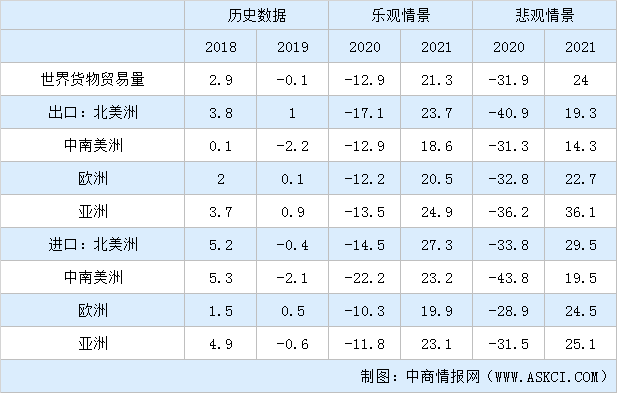 历史数据 乐观情景 悲观情景
2018 2019 2020 2021 2020 2021
世界货物贸易量 2.9 -0.1 -12.9 21.3 -31.9 24
出口：北美洲 3.8 1 -17.1 23.7 -40.9 19.3
中南美洲 0.1 -2.2 -12.9 18.6 -31.3 14.3
欧洲 2 0.1 -12.2 20.5 -32.8 22.7
亚洲 3.7 0.9 -13.5 24.9 -36.2 36.1
进口：北美洲 5.2 -0.4 -14.5 27.3 -33.8 29.5
中南美洲 5.3 -2.1 -22.2 23.2 -43.8 19.5
欧洲 1.5 0.5 -10.3 19.9 -28.9 24.5
亚洲 4.9 -0.6 -11.8 23.1 -31.5 25.1
制图：中商情报网（WWW.ASKCI.COM）